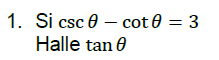 1. Si csc θ − cot θ = 3
Halle tan θ